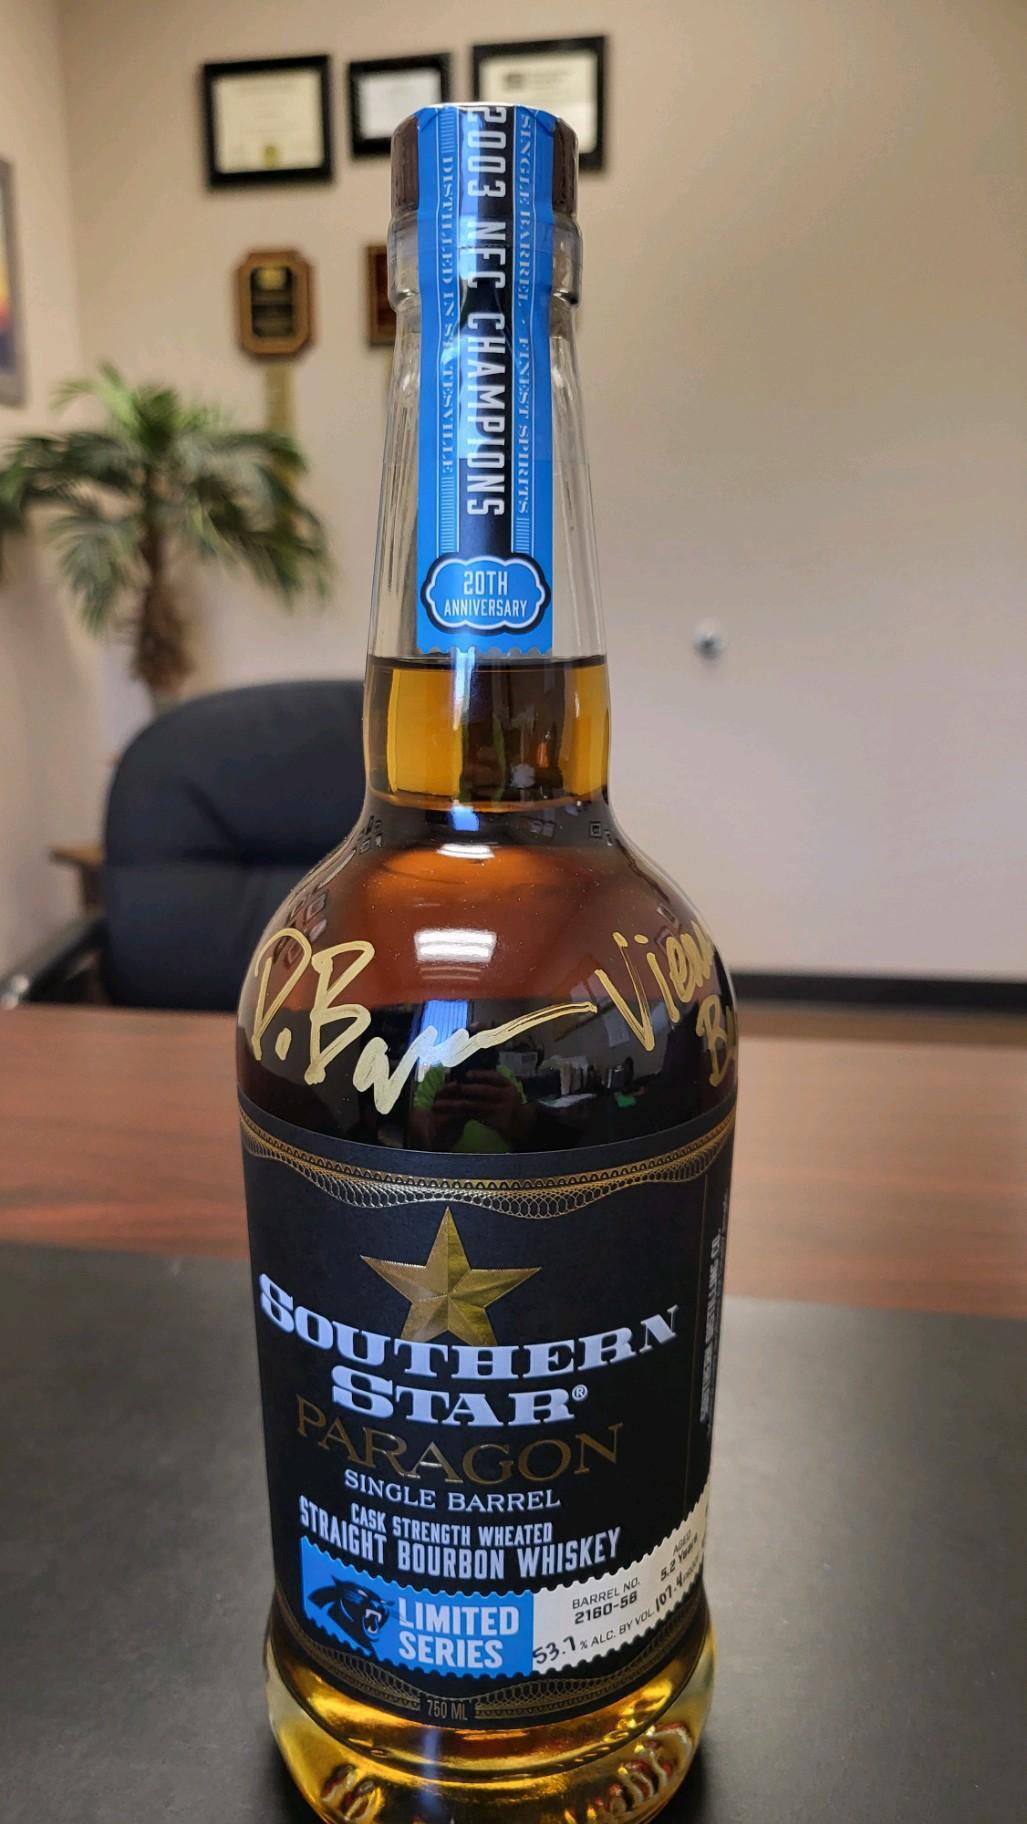 2003 NFC CHAMPIONS
SINGLE BARREL · FINEST SPIRITS
DISTILLED IN STATESVILLE
20TH
ANNIVERSARY
SOUTHERN
STAR®
PARAGON
SINGLE BARREL
CASK STRENGTH WHEATED
STRAIGHT BOURBON WHISKEY
LIMITED
SERIES
AGED
5.2 Years
BARREL NO.
2160-58
53.7 % ALC. BY VOL. 107.4
750 ML